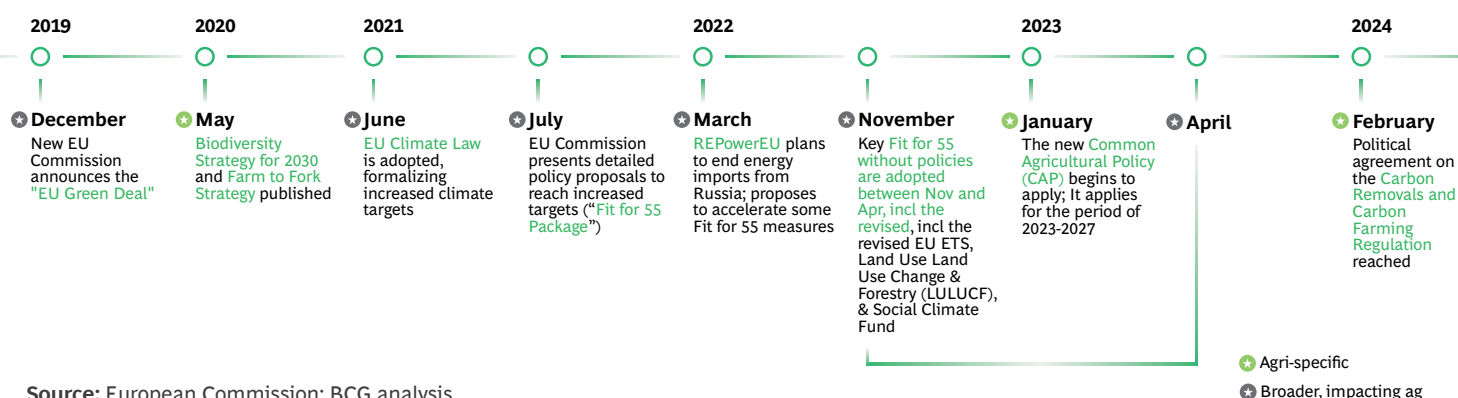 2019
2020
2021
2022
2023
2024
December
New EU
Commission
announces the
"EU Green Deal"
May
Biodiversity
Strategy for 2030
and Farm to Fork
Strategy published
June
EU Climate Law
is adopted,
formalizing
increased climate
targets
July
EU Commission
presents detailed
policy proposals to
reach increased
targets (“Fit for 55
Package”)
March
REPowerEU plans
to end energy
imports from
Russia; proposes
to accelerate some
Fit for 55 measures
November
Key Fit for 55
without policies
are adopted
between Nov and
Apr, incl the
revised, incl the
revised EU ETS,
Land Use Land
Use Change &
Forestry (LULUCF),
& Social Climate
Fund
January
The new Common
Agricultural Policy
(CAP) begins to
apply; It applies
for the period of
2023-2027
April
February
Political
agreement on
the Carbon
Removals and
Carbon
Farming
Regulation
reached
Agri-specific
Broader, impacting ag
Source: European Commission; BCG analysis